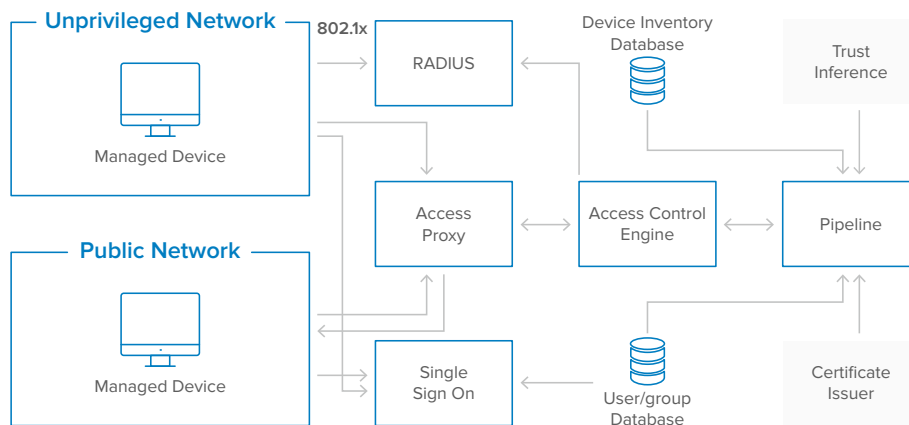 Unprivileged Network
Managed Device
802.1x
RADIUS
Device Inventory
Database
Trust
Inference
Access
Proxy
Access Control
Engine
Pipeline
Public Network
Managed Device
Single
Sign On
User/group
Database
Certificate
Issuer